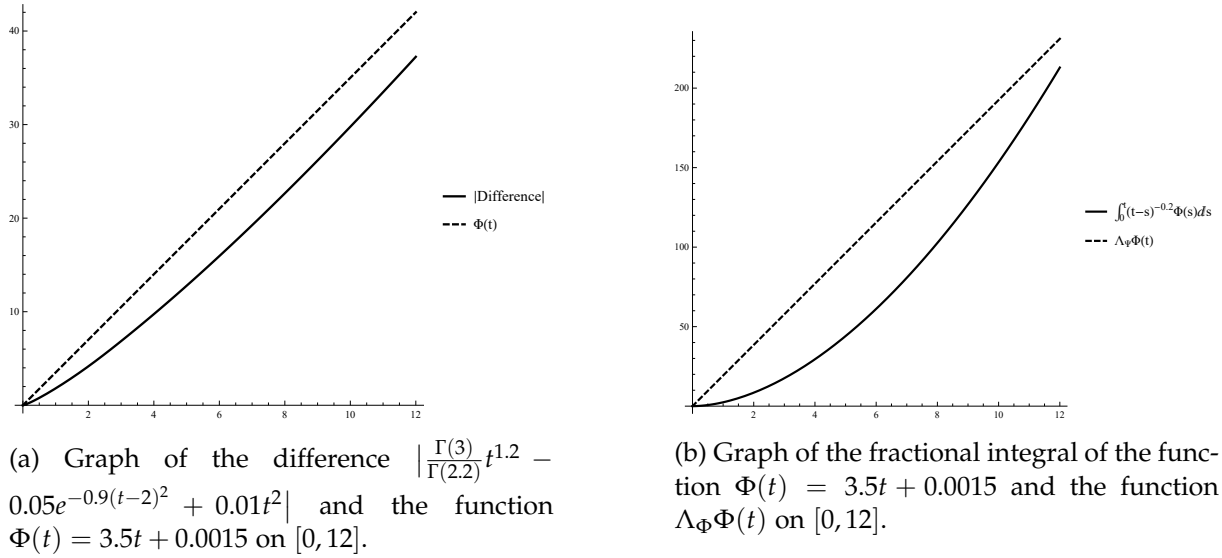 40
30
20
10
2
4
6
8
10
12
|Difference|
Φ(t)
(a) Graph of the difference |Γ(3)/Γ(2.2) t^1.2 −
0.05e^−0.9(t−2)^2 + 0.01t^2| and the function
Φ(t) = 3.5t + 0.0015 on [0, 12].
200
150
100
50
2
4
6
8
10
12
∫_0^t (t−s)^−0.2 Φ(s)ds
Λ_Ψ Φ(t)
(b) Graph of the fractional integral of the func-
tion Φ(t) = 3.5t + 0.0015 and the function
Λ_Φ Φ(t) on [0, 12].